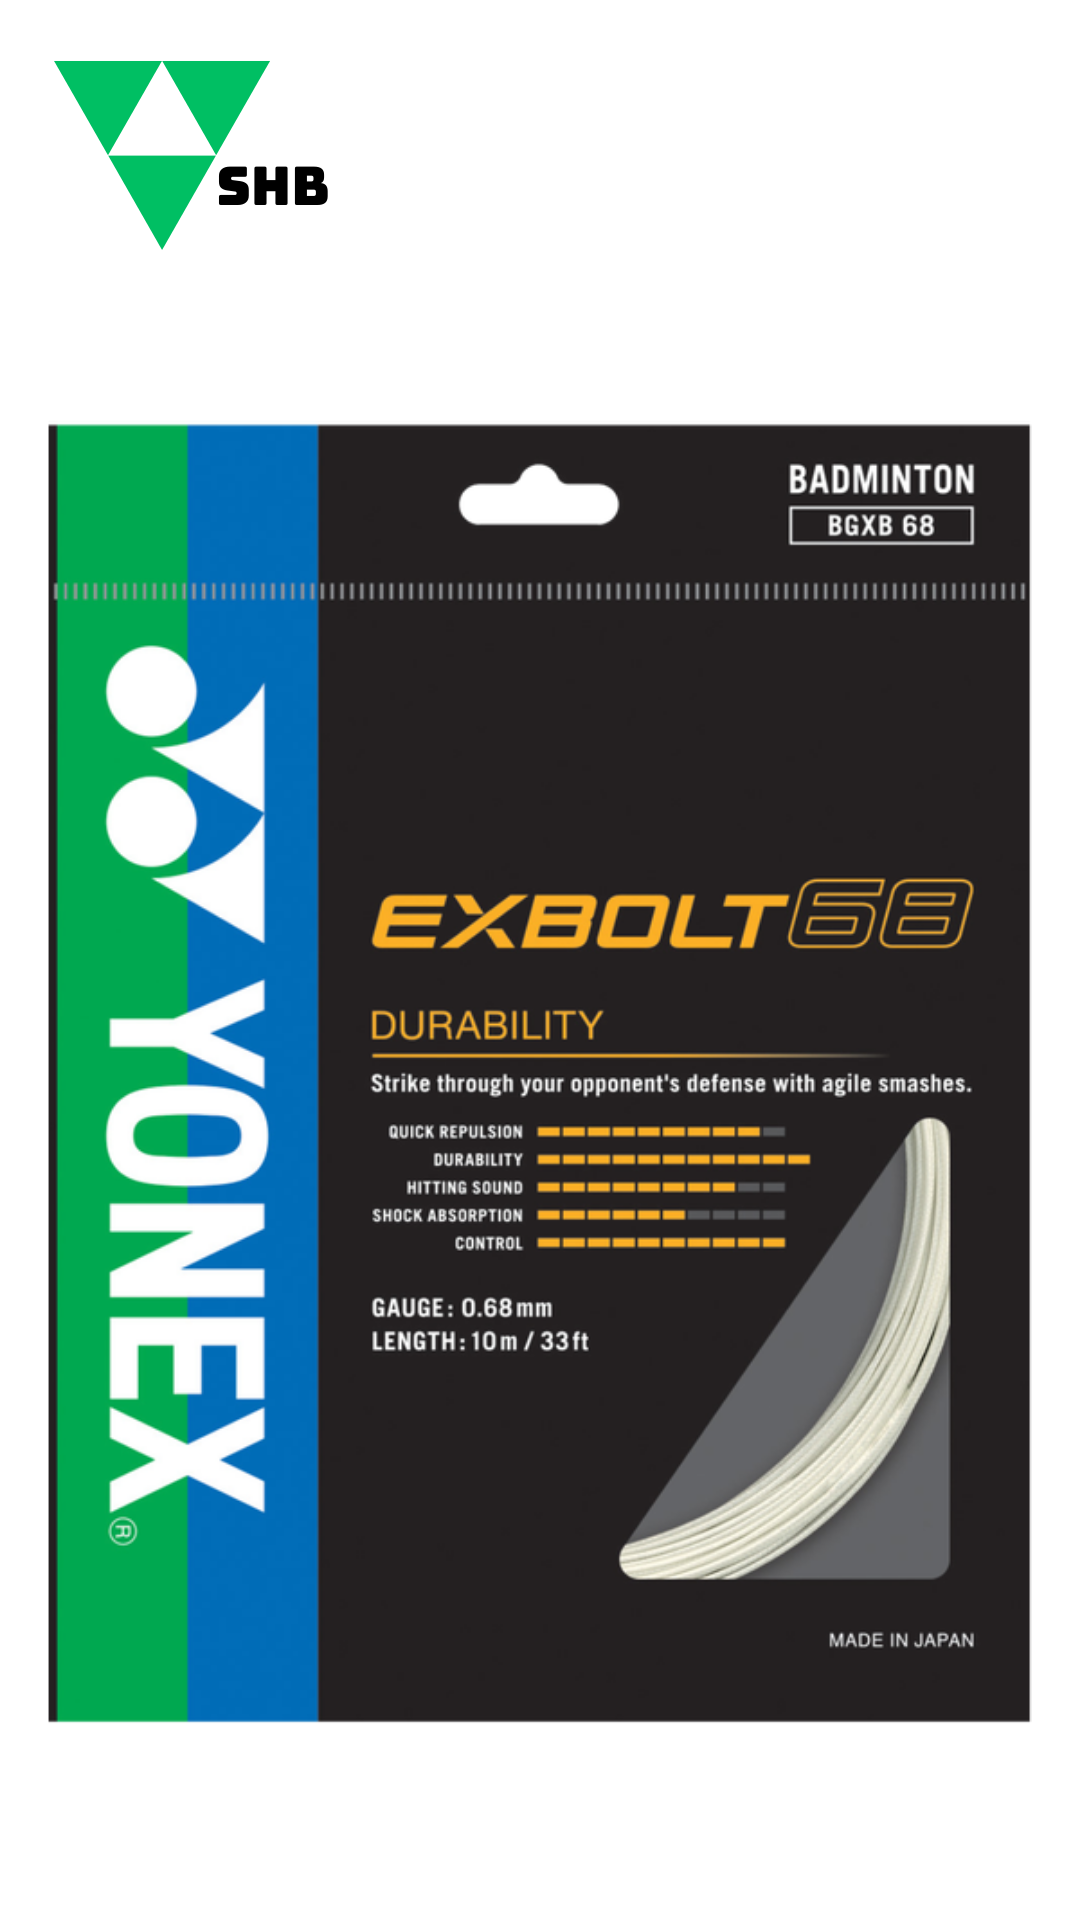 SHB
BADMINTON
BGXB 68
YONEX®
EXBOLT68
DURABILITY
Strike through your opponent's defense with agile smashes.
QUICK REPULSION
DURABILITY
HITTING SOUND
SHOCK ABSORPTION
CONTROL
GAUGE: 0.68mm
LENGTH: 10m / 33ft
MADE IN JAPAN